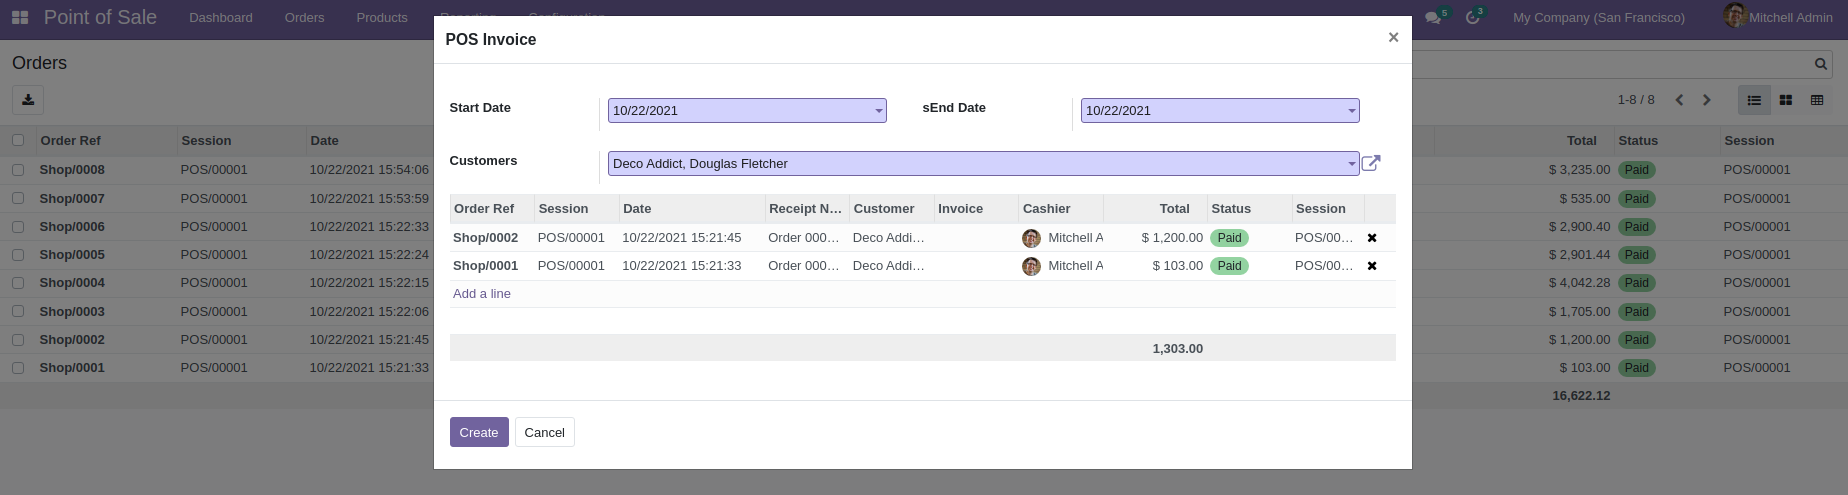 Point of Sale Dashboard Orders Products 5 3 My Company (San Francisco) Mitchell Admin
POS Invoice ×
Orders
Start Date 10/22/2021 sEnd Date 10/22/2021
1-8 / 8
Customers Deco Addict, Douglas Fletcher
Order Ref Session Date Total Status Session
Shop/0008 POS/00001 10/22/2021 15:54:06 $ 3,235.00 Paid POS/00001
Shop/0007 POS/00001 10/22/2021 15:53:59 $ 535.00 Paid POS/00001
Shop/0006 POS/00001 10/22/2021 15:22:33 $ 2,900.40 Paid POS/00001
Shop/0005 POS/00001 10/22/2021 15:22:24 $ 2,901.44 Paid POS/00001
Shop/0004 POS/00001 10/22/2021 15:22:15 $ 4,042.28 Paid POS/00001
Shop/0003 POS/00001 10/22/2021 15:22:06 $ 1,705.00 Paid POS/00001
Shop/0002 POS/00001 10/22/2021 15:21:45 $ 1,200.00 Paid POS/00001
Shop/0001 POS/00001 10/22/2021 15:21:33 $ 103.00 Paid POS/00001
16,622.12
Order Ref Session Date Receipt N... Customer Invoice Cashier Total Status Session
Shop/0002 POS/00001 10/22/2021 15:21:45 Order 000... Deco Addi... Mitchell A $ 1,200.00 Paid POS/00...
Shop/0001 POS/00001 10/22/2021 15:21:33 Order 000... Deco Addi... Mitchell A $ 103.00 Paid POS/00...
Add a line
1,303.00
Create Cancel